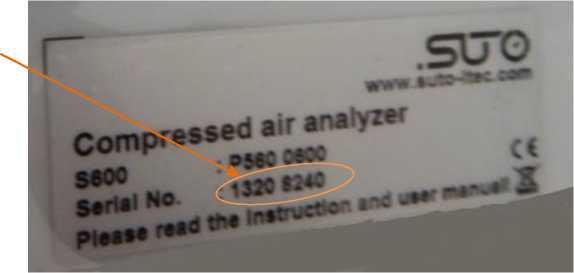 .SUTO
www.suto-itec.com
Compressed air analyzer
S600 : P560 0600
Serial No. 1320 8240
Please read the instruction and user manual!
CE